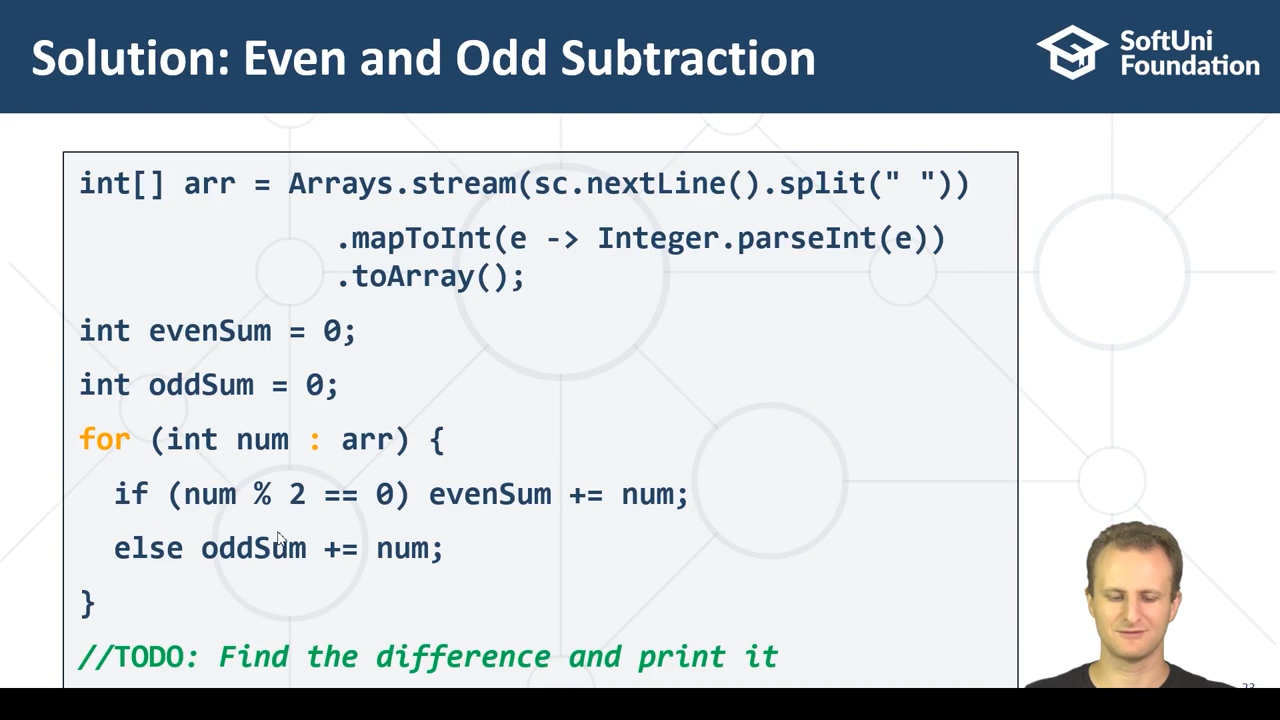 Solution: Even and Odd Subtraction
SoftUni
Foundation
int[] arr = Arrays.stream(sc.nextLine().split(" "))
.mapToInt(e -> Integer.parseInt(e))
.toArray();
int evenSum = 0;
int oddSum = 0;
for (int num : arr) {
if (num % 2 == 0) evenSum += num;
else oddSum += num;
}
//TODO: Find the difference and print it